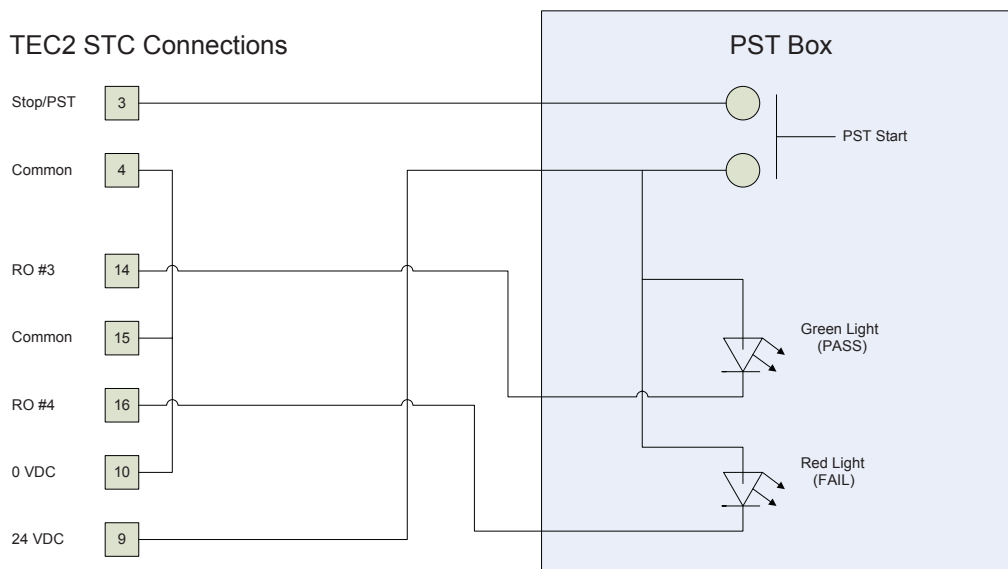 TEC2 STC Connections
PST Box
Stop/PST
3
PST Start
Common
4
RO #3
14
Common
15
Green Light
(PASS)
RO #4
16
0 VDC
10
Red Light
(FAIL)
24 VDC
9